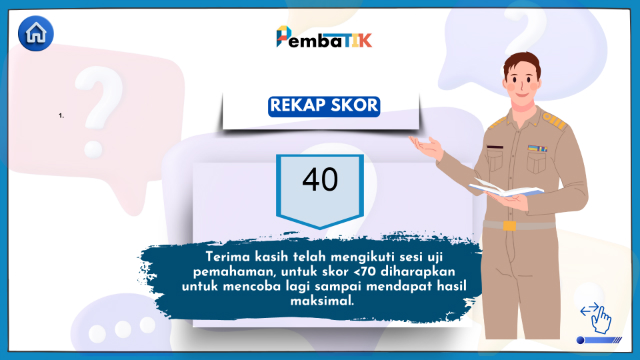 PembaTIK
REKAP SKOR
1.
40
Terima kasih telah mengikuti sesi uji
pemahaman, untuk skor <70 diharapkan
untuk mencoba lagi sampai mendapat hasil
maksimal.